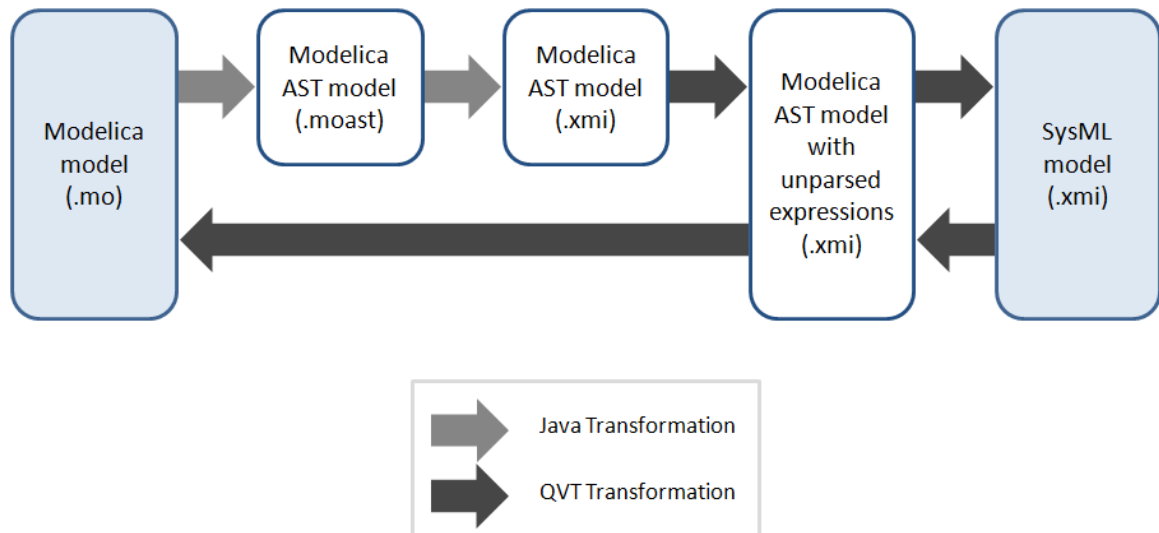 Modelica
model
(.mo)
Modelica
AST model
(.moast)
Modelica
AST model
(.xmi)
Modelica
AST model
with
unparsed
expressions
(.xmi)
SysML
model
(.xmi)
Java Transformation
QVT Transformation